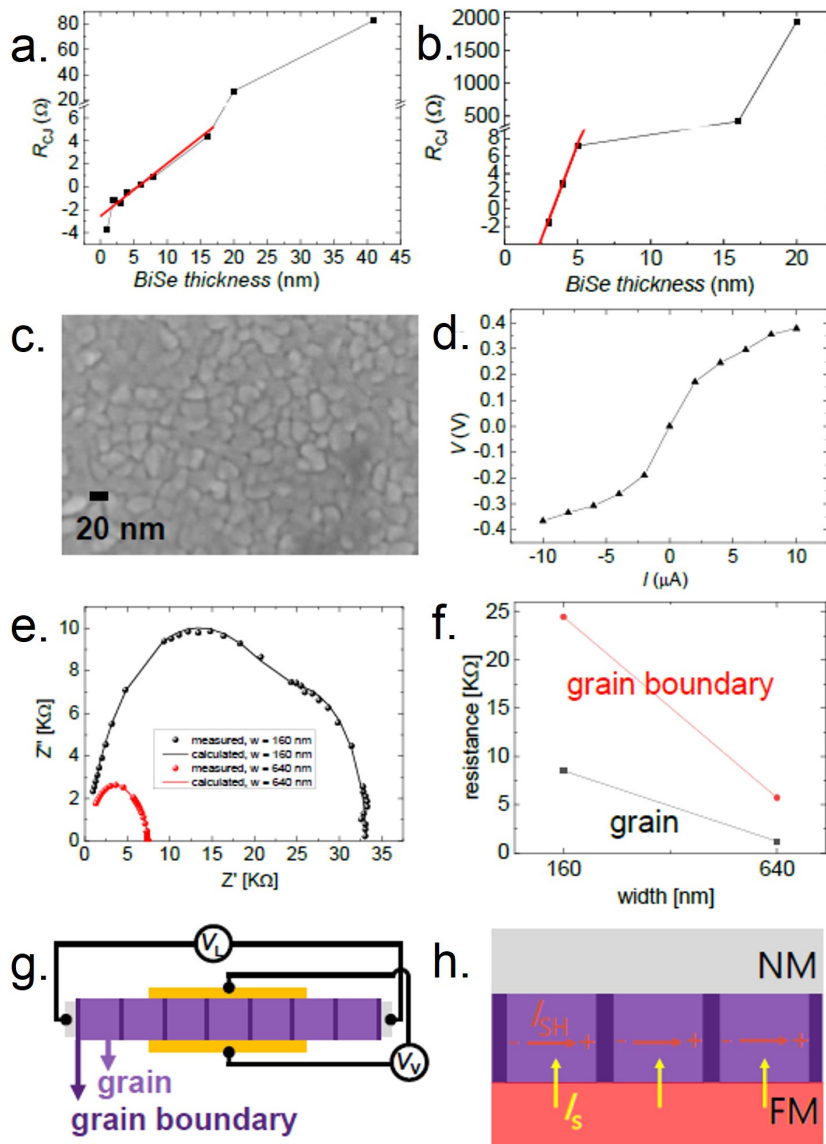 a.
R_CJ (Ω)
80
60
40
20
6
4
2
0
-2
-4
0 5 10 15 20 25 30 35 40 45
BiSe thickness (nm)
b.
R_CJ (Ω)
2000
1500
1000
500
8
6
4
2
0
-2
0 5 10 15 20
BiSe thickness (nm)
c.
20 nm
d.
V (V)
0.4
0.3
0.2
0.1
0.0
-0.1
-0.2
-0.3
-0.4
-10 -5 0 5 10
I (μA)
e.
Z" [KΩ]
10
8
6
4
2
0
measured, w = 160 nm
calculated, w = 160 nm
measured, w = 640 nm
calculated, w = 640 nm
0 5 10 15 20 25 30 35
Z' [KΩ]
f.
resistance [KΩ]
25
20
15
10
5
0
grain boundary
grain
160 640
width [nm]
g.
V_L
V_V
grain
grain boundary
h.
NM
I_SH
- + - + - +
I_s
FM